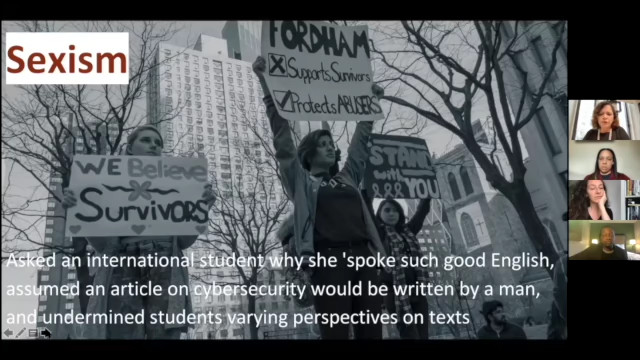 Sexism
FORDHAM
Supports Survivors
Protects ABUSERS
WE Believe
SURVIVORS
STAND
with
YOU
Asked an international student why she 'spoke such good English,
assumed an article on cybersecurity would be written by a man,
and undermined students varying perspectives on texts